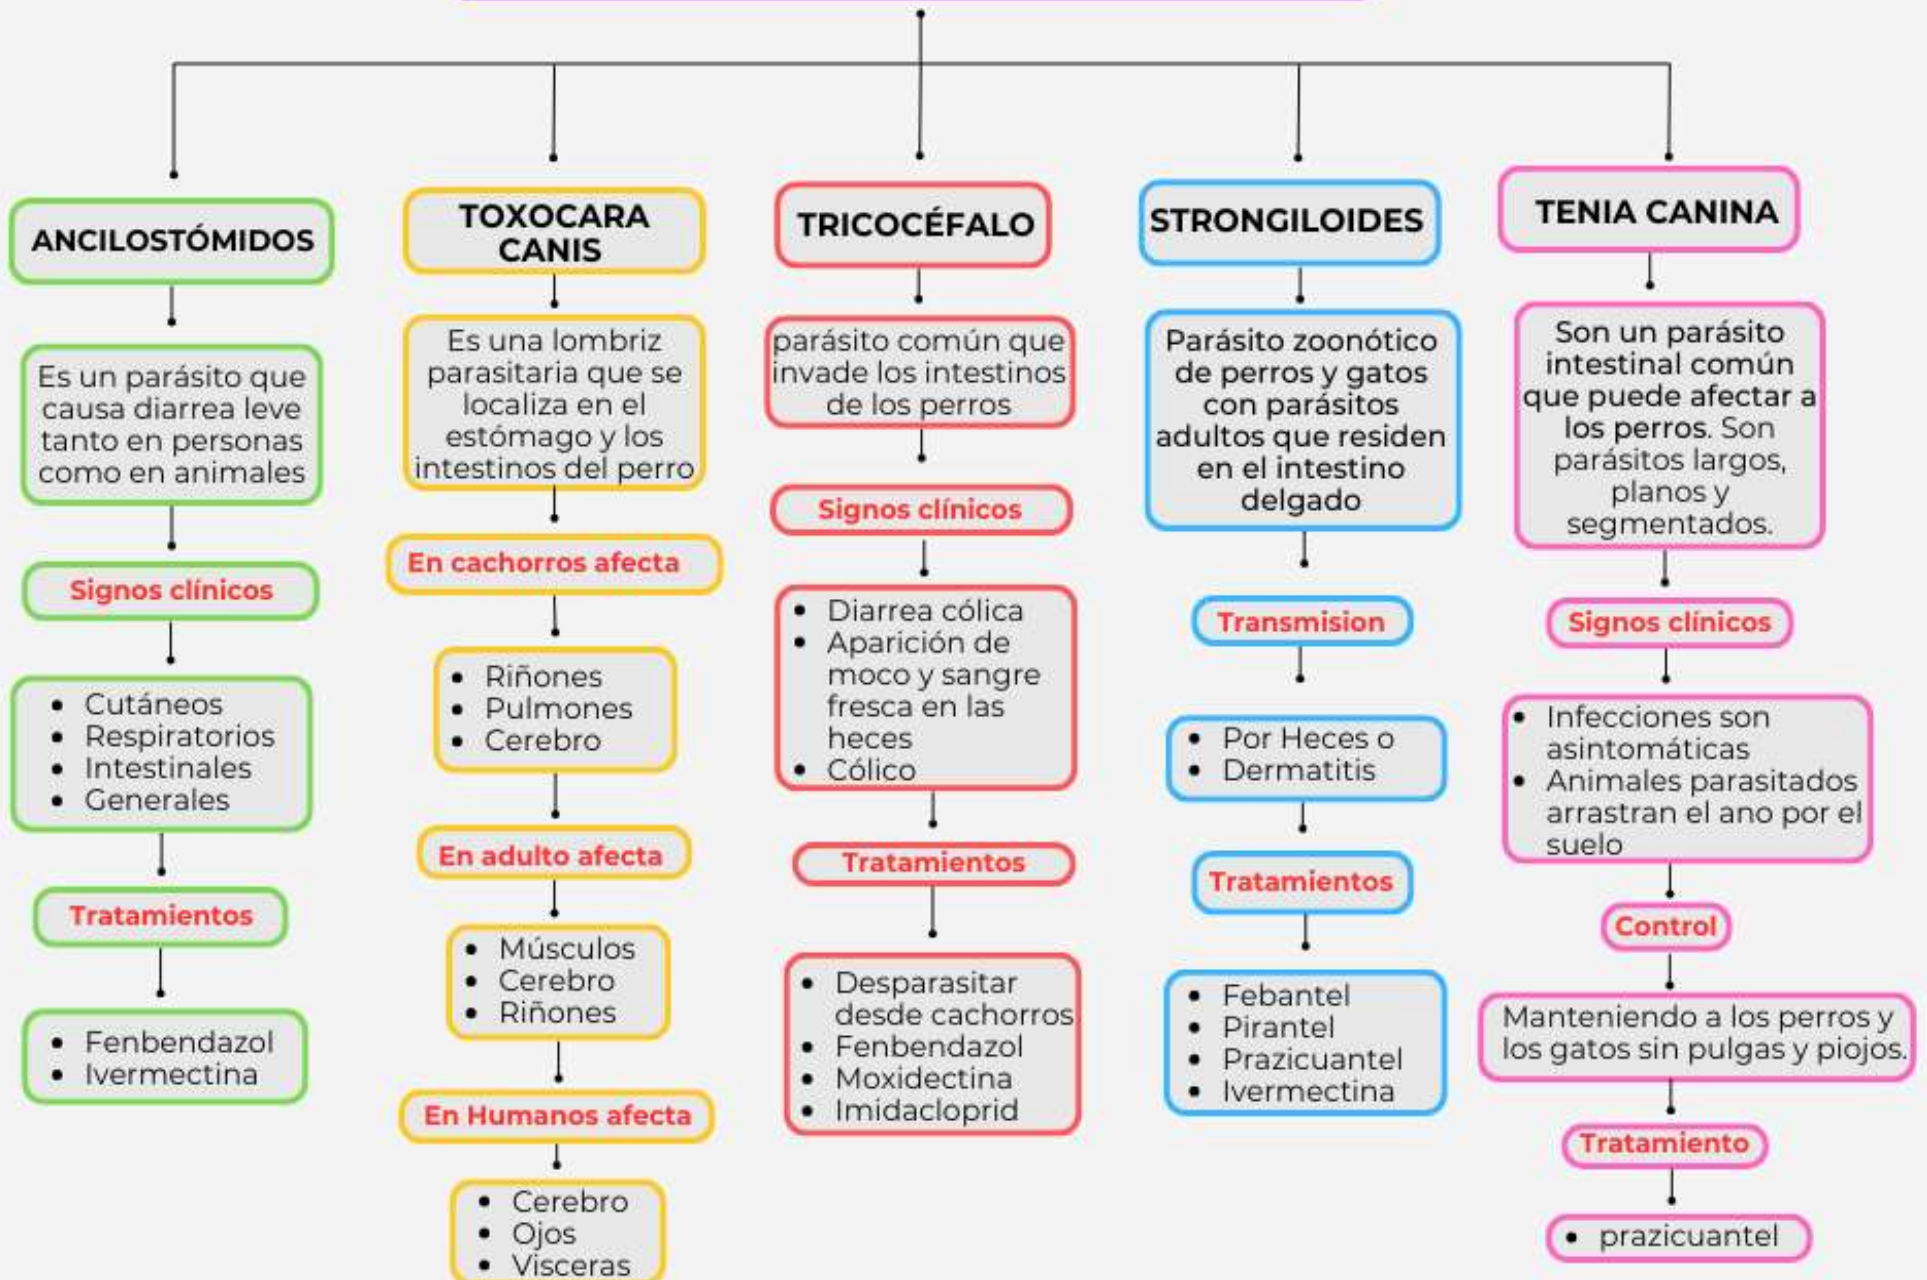 ANCILOSTÓMIDOS
Es un parásito que
causa diarrea leve
tanto en personas
como en animales
Signos clínicos
• Cutáneos
• Respiratorios
• Intestinales
• Generales
Tratamientos
• Fenbendazol
• Ivermectina
TOXOCARA
CANIS
Es una lombriz
parasitaria que se
localiza en el
estómago y los
intestinos del perro
En cachorros afecta
• Riñones
• Pulmones
• Cerebro
En adulto afecta
• Músculos
• Cerebro
• Riñones
En Humanos afecta
• Cerebro
• Ojos
• Visceras
TRICOCÉFALO
parásito común que
invade los intestinos
de los perros
Signos clínicos
• Diarrea cólica
• Aparición de
moco y sangre
fresca en las
heces
• Cólico
Tratamientos
• Desparasitar
desde cachorros
• Fenbendazol
• Moxidectina
• Imidacloprid
STRONGILOIDES
Parásito zoonótico
de perros y gatos
con parásitos
adultos que residen
en el intestino
delgado
Transmision
• Por Heces o
• Dermatitis
Tratamientos
• Febantel
• Pirantel
• Prazicuantel
• Ivermectina
TENIA CANINA
Son un parásito
intestinal común
que puede afectar a
los perros. Son
parásitos largos,
planos y
segmentados.
Signos clínicos
• Infecciones son
asintomáticas
• Animales parasitados
arrastran el ano por el
suelo
Control
Manteniendo a los perros y
los gatos sin pulgas y piojos.
Tratamiento
• prazicuantel